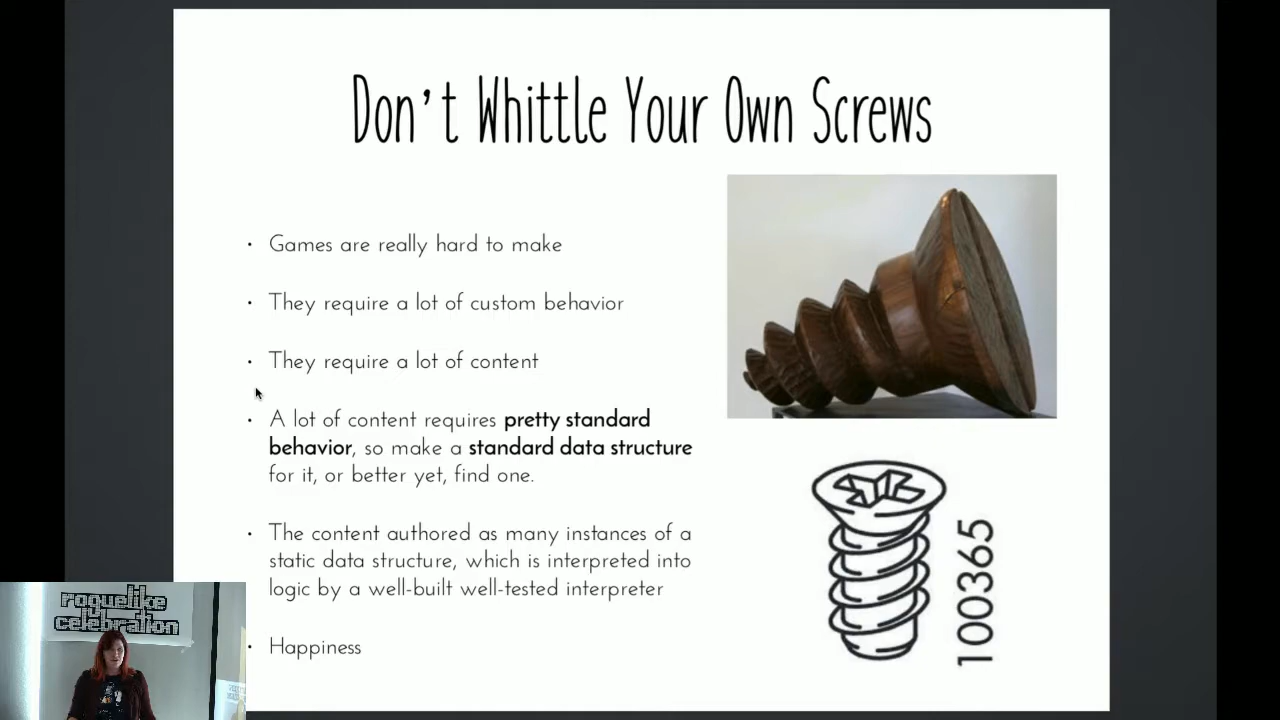 Don't Whittle Your Own Screws
• Games are really hard to make
• They require a lot of custom behavior
• They require a lot of content
• A lot of content requires pretty standard
behavior, so make a standard data structure
for it, or better yet, find one.
• The content authored as many instances of a
static data structure, which is interpreted into
logic by a well-built well-tested interpreter
• Happiness
100365
roguelike
celebration